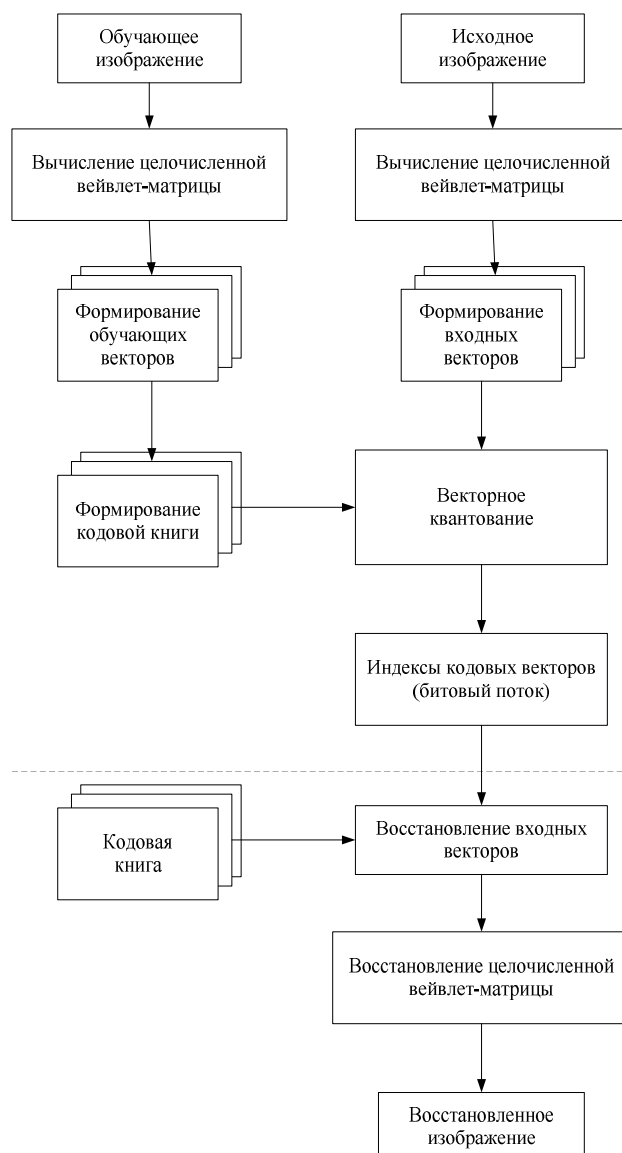 Обучающее
изображение
Исходное
изображение
Вычисление целочисленной
вейвлет-матрицы
Вычисление целочисленной
вейвлет-матрицы
Формирование
обучающих
векторов
Формирование
входных
векторов
Формирование
кодовой книги
Векторное
квантование
Индексы кодовых векторов
(битовый поток)
Кодовая
книга
Восстановление входных
векторов
Восстановление целочисленной
вейвлет-матрицы
Восстановленное
изображение